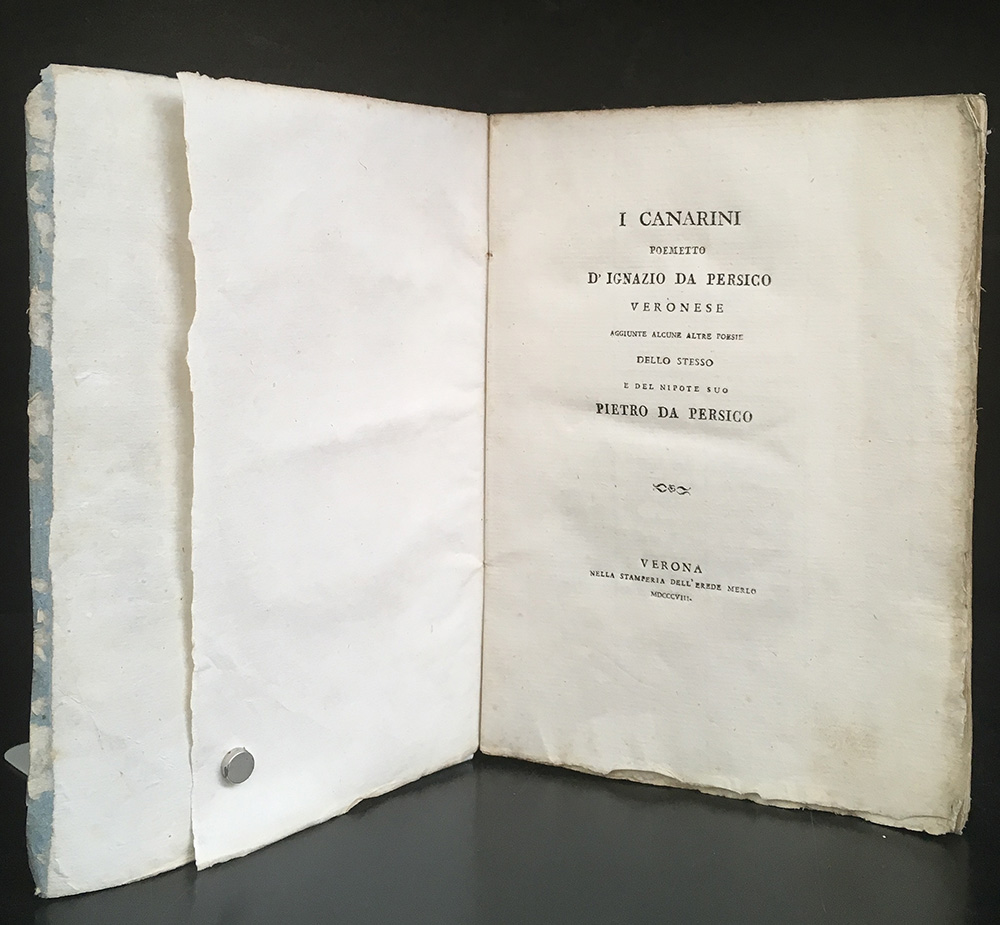 I CANARINI
POEMETTO
D' IGNAZIO DA PERSICO
VERONESE
AGGIUNTE ALCUNE ALTRE POESIE
DELLO STESSO
E DEL NIPOTE SUO
PIETRO DA PERSICO
VERONA
NELLA STAMPERIA DELL' EREDE MERLO
MDCCCVIII.